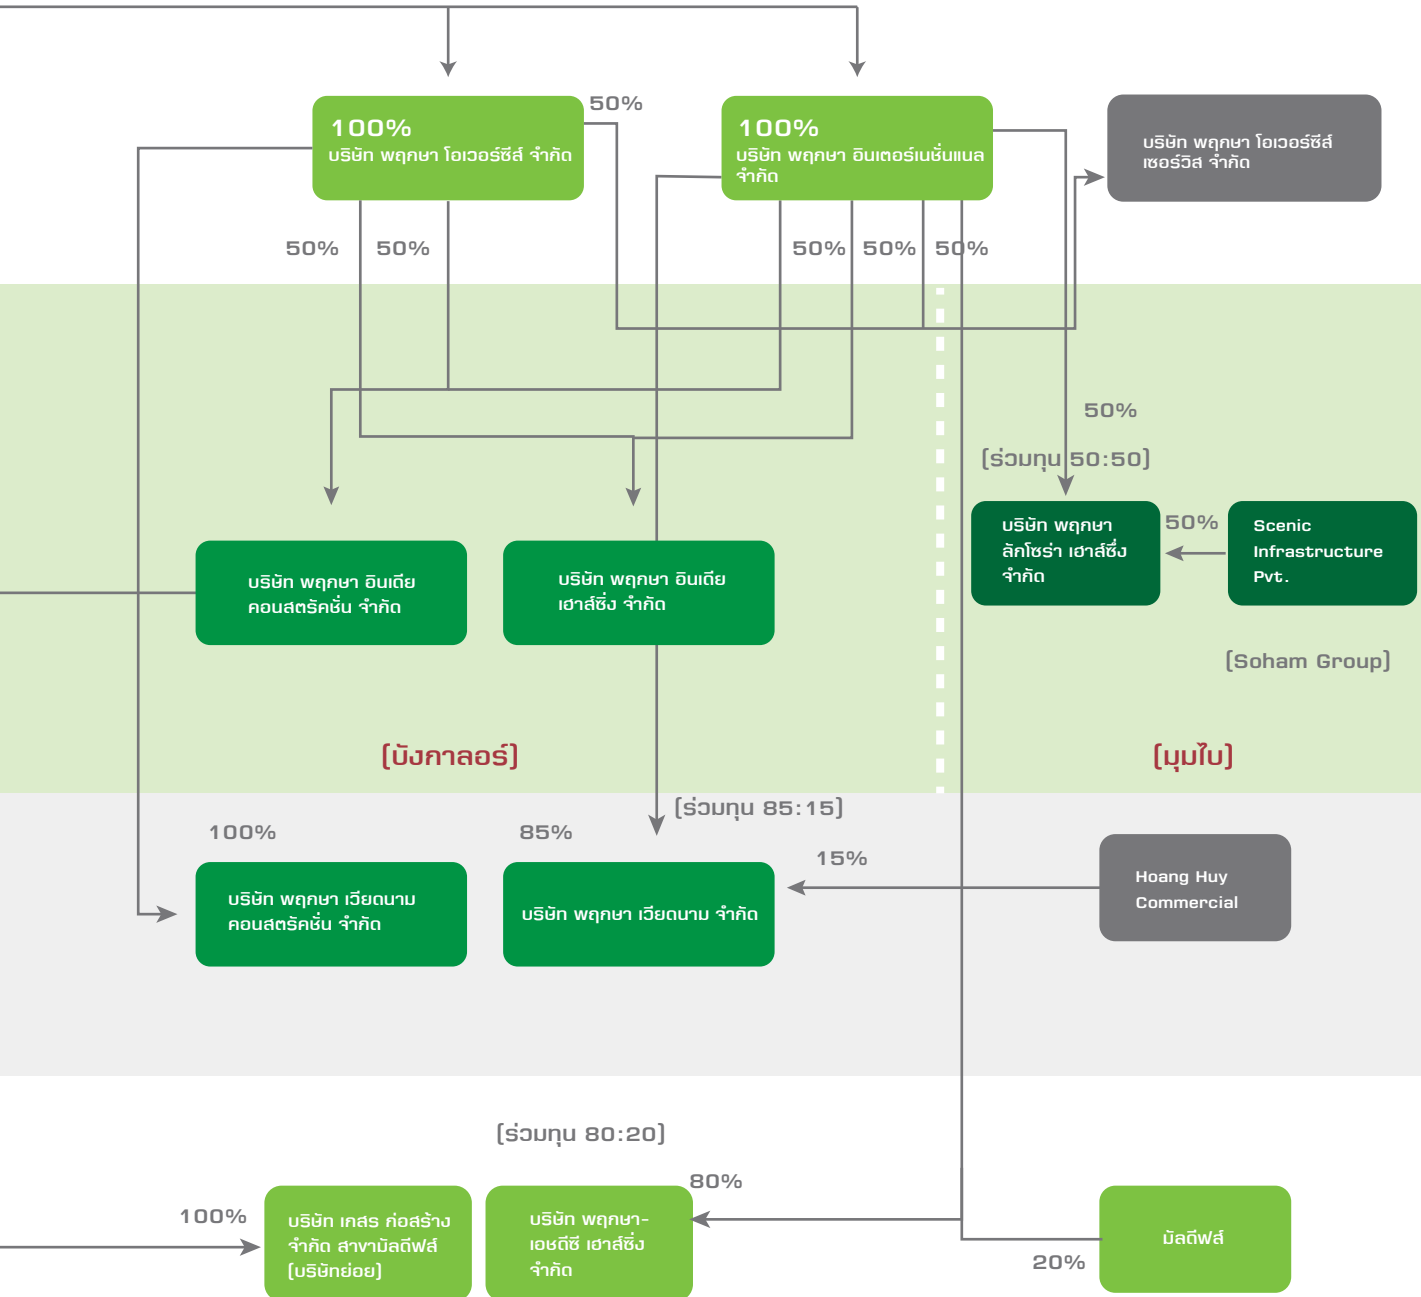 50%
100%
บริษัท พฤกษา โอเวอร์ซีส์ จำกัด
100%
บริษัท พฤกษา อินเตอร์เนชั่นแนล
จำกัด
บริษัท พฤกษา โอเวอร์ซีส์
เซอร์วิส จำกัด
50%
50%
50%
50%
50%
50%
(ร่วมทุน 50:50)
บริษัท พฤกษา
ลักโซร่า เฮาส์ซิ่ง
จำกัด
50%
Scenic
Infrastructure
Pvt.
บริษัท พฤกษา อินเดีย
คอนสตรัคชั่น จำกัด
บริษัท พฤกษา อินเดีย
เฮาส์ซิ่ง จำกัด
(Soham Group)
(บังกาลอร์)
(มุมไบ)
(ร่วมทุน 85:15)
100%
85%
15%
บริษัท พฤกษา เวียดนาม
คอนสตรัคชั่น จำกัด
บริษัท พฤกษา เวียดนาม จำกัด
Hoang Huy
Commercial
(ร่วมทุน 80:20)
80%
100%
บริษัท เกสร ก่อสร้าง
จำกัด สาขามัลดีฟส์
(บริษัทย่อย)
บริษัท พฤกษา-
เอชดีซี เฮาส์ซิ่ง
จำกัด
มัลดีฟส์
20%